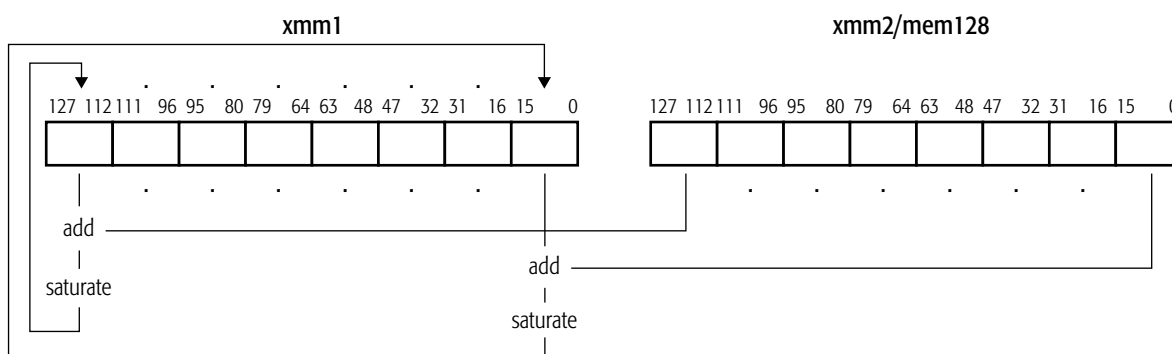 xmm1 xmm2/mem128
127 112 111 96 95 80 79 64 63 48 47 32 31 16 15 0 127 112 111 96 95 80 79 64 63 48 47 32 31 16 15 0
add
add
saturate
saturate